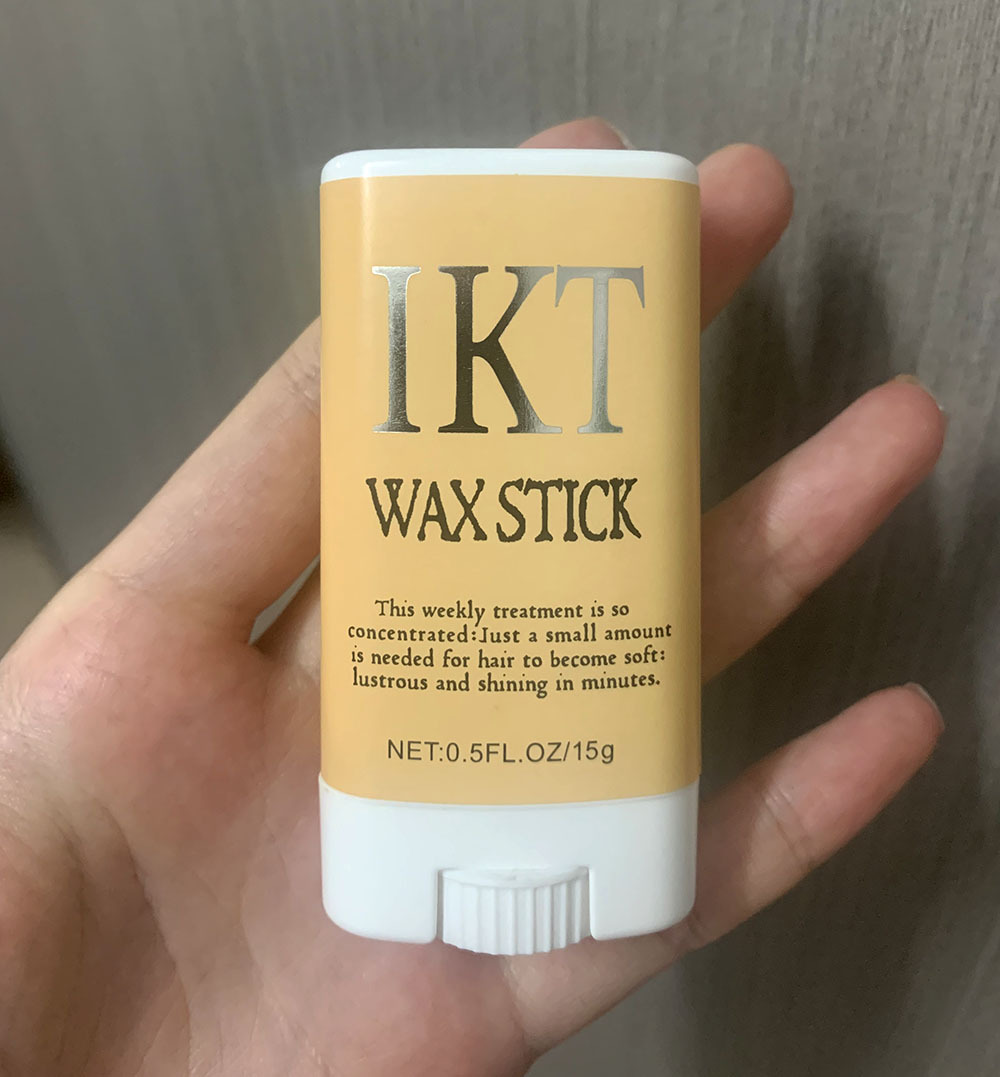 IKT
WAX STICK
This weekly treatment is so
concentrated:Just a small amount
is needed for hair to become soft:
lustrous and shining in minutes.
NET:0.5FL.OZ/15g